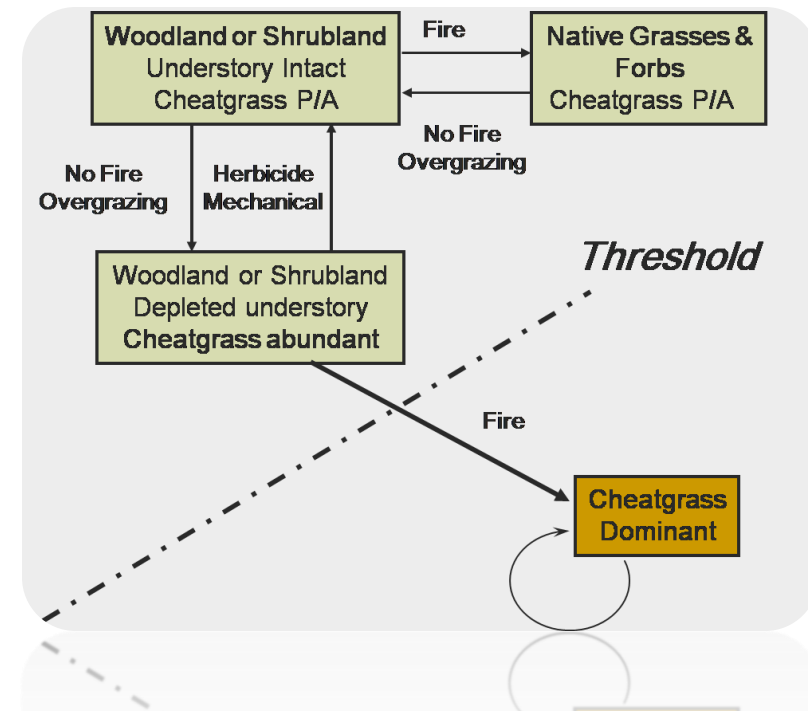 Woodland or Shrubland
Understory Intact
Cheatgrass P/A
Fire
Native Grasses &
Forbs
Cheatgrass P/A
No Fire
Overgrazing
No Fire
Overgrazing
Herbicide
Mechanical
Woodland or Shrubland
Depleted understory
Cheatgrass abundant
Threshold
Fire
Cheatgrass
Dominant